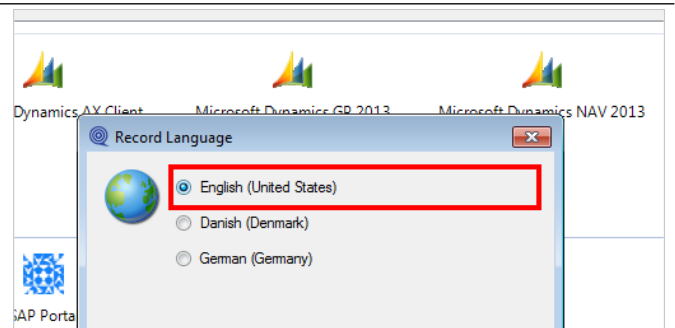 Dynamics AX Client Microsoft Dynamics GP 2013 Microsoft Dynamics NAV 2013
Record Language
English (United States)
Danish (Denmark)
German (Germany)
SAP Porta